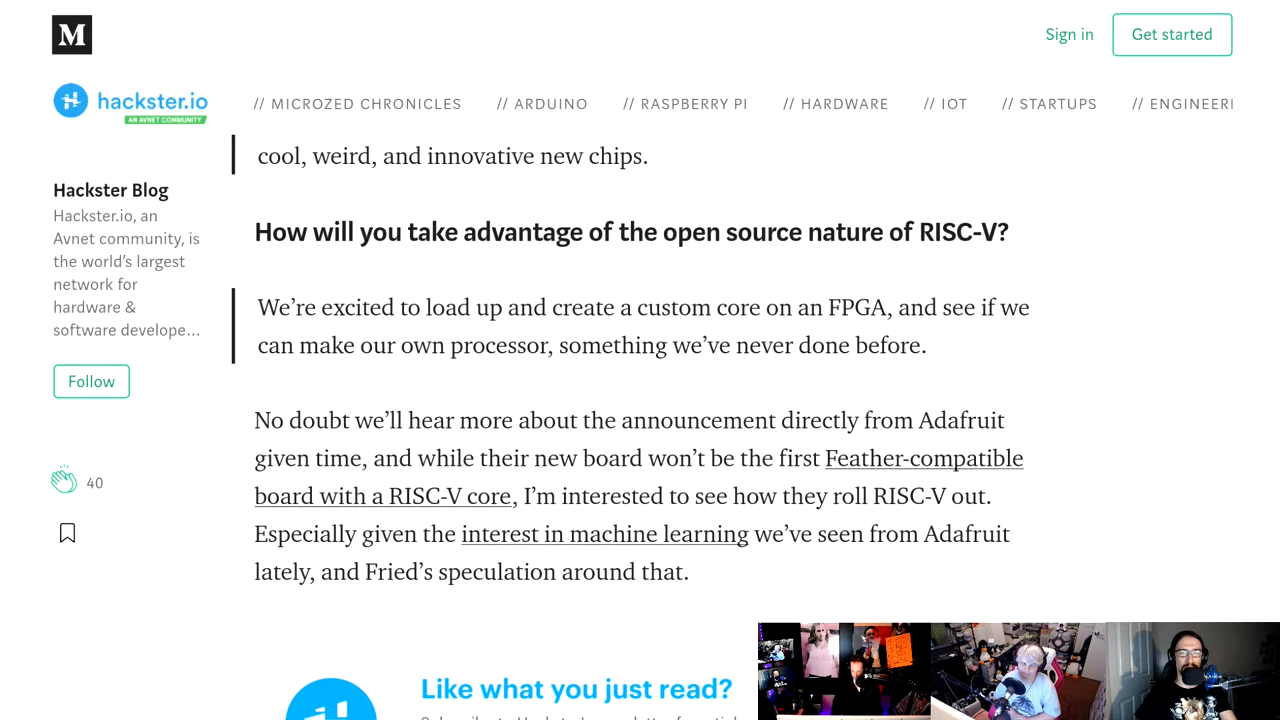 M
Sign in
Get started
hackster.io
AN AVNET COMMUNITY
// MICROZED CHRONICLES // ARDUINO // RASPBERRY PI // HARDWARE // IOT // STARTUPS // ENGINEERI
cool, weird, and innovative new chips.
Hackster Blog
Hackster.io, an
Avnet community, is
the world’s largest
network for
hardware &
software develope…
Follow
40
How will you take advantage of the open source nature of RISC-V?
We’re excited to load up and create a custom core on an FPGA, and see if we
can make our own processor, something we’ve never done before.
No doubt we’ll hear more about the announcement directly from Adafruit
given time, and while their new board won’t be the first Feather-compatible
board with a RISC-V core, I’m interested to see how they roll RISC-V out.
Especially given the interest in machine learning we’ve seen from Adafruit
lately, and Fried’s speculation around that.
Like what you just read?